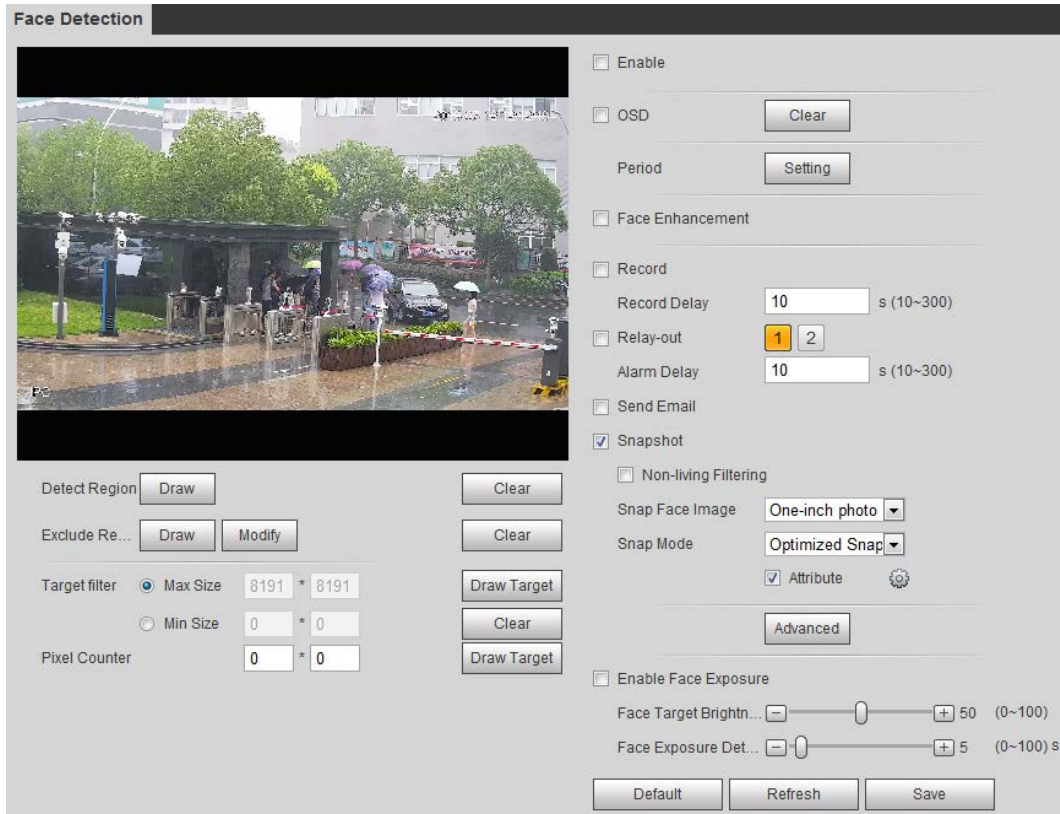 Face Detection
Enable
OSD Clear
Period Setting
Face Enhancement
Record
Record Delay 10 s (10~300)
Relay-out 1 2
Alarm Delay 10 s (10~300)
Send Email
Snapshot
Non-living Filtering
Snap Face Image One-inch photo
Snap Mode Optimized Snap
Attribute
Advanced
Enable Face Exposure
Face Target Brightn... 50 (0~100)
Face Exposure Det... 5 (0~100) s
Default Refresh Save
IPC
Detect Region Draw Clear
Exclude Re... Draw Modify Clear
Target filter Max Size 8191 * 8191 Draw Target
Min Size 0 * 0 Clear
Pixel Counter 0 * 0 Draw Target